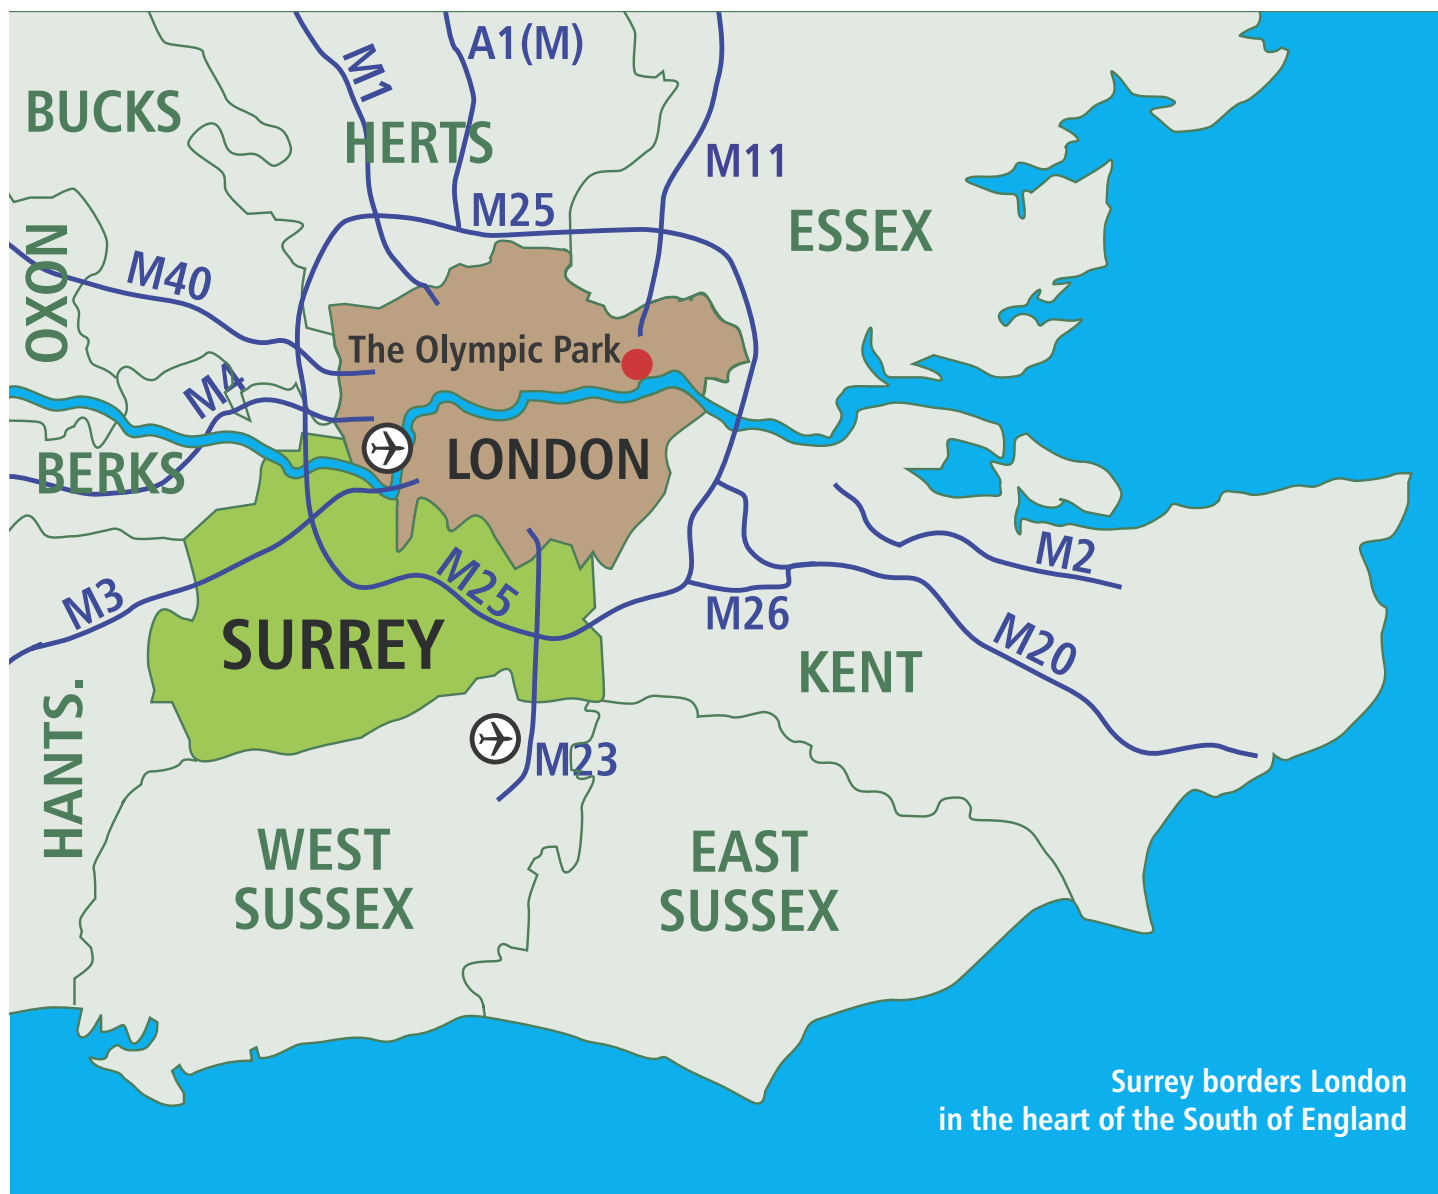 A1(M)
M1
BUCKS
HERTS
M11
M25
ESSEX
OXON
M40
The Olympic Park
M4
LONDON
BERKS
M2
M25
M3
M26
SURREY
M20
KENT
HANTS.
M23
WEST
SUSSEX
EAST
SUSSEX
Surrey borders London
in the heart of the South of England